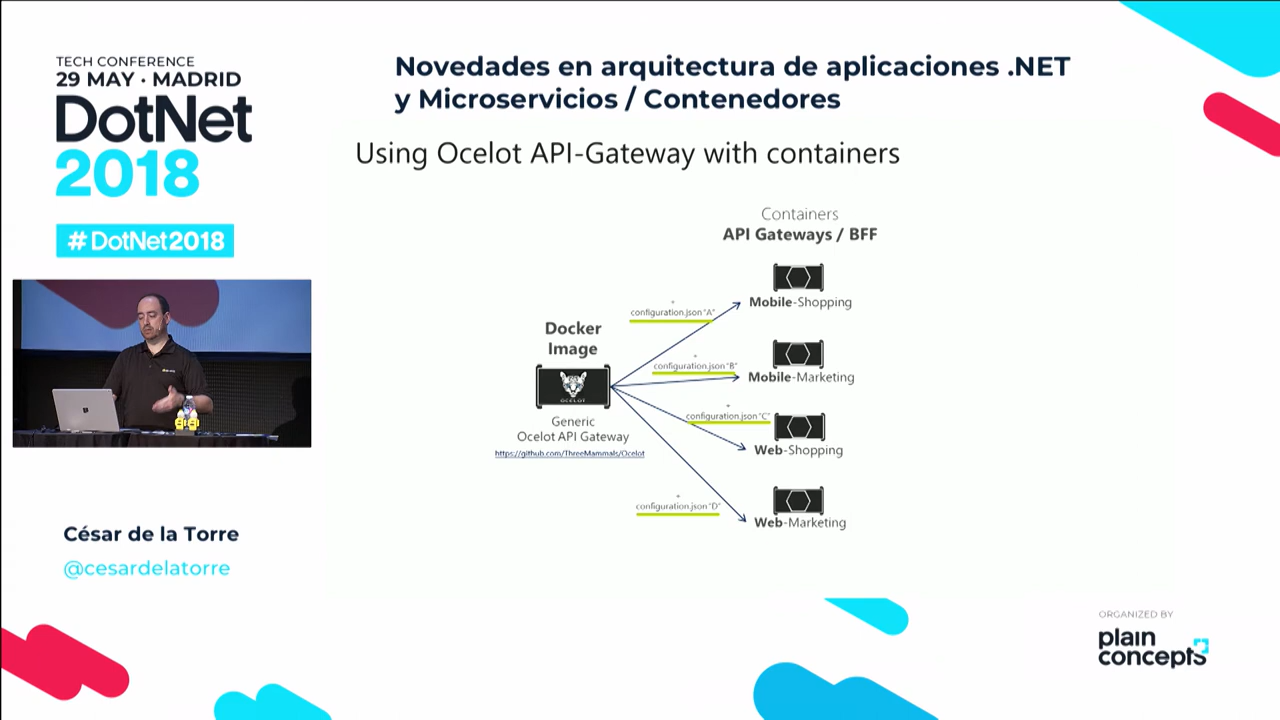 TECH CONFERENCE
29 MAY · MADRID
DotNet
2018
#DotNet2018
César de la Torre
@cesardelatorre
Novedades en arquitectura de aplicaciones .NET
y Microservicios / Contenedores
Using Ocelot API-Gateway with containers
Containers
API Gateways / BFF
Docker
Image
OCELOT
Generic
Ocelot API Gateway
https://github.com/ThreeMammals/Ocelot
+
configuration.json "A"
Mobile-Shopping
+
configuration.json "B"
Mobile-Marketing
+
configuration.json "C"
Web-Shopping
+
configuration.json "D"
Web-Marketing
ORGANIZED BY
plain
concepts